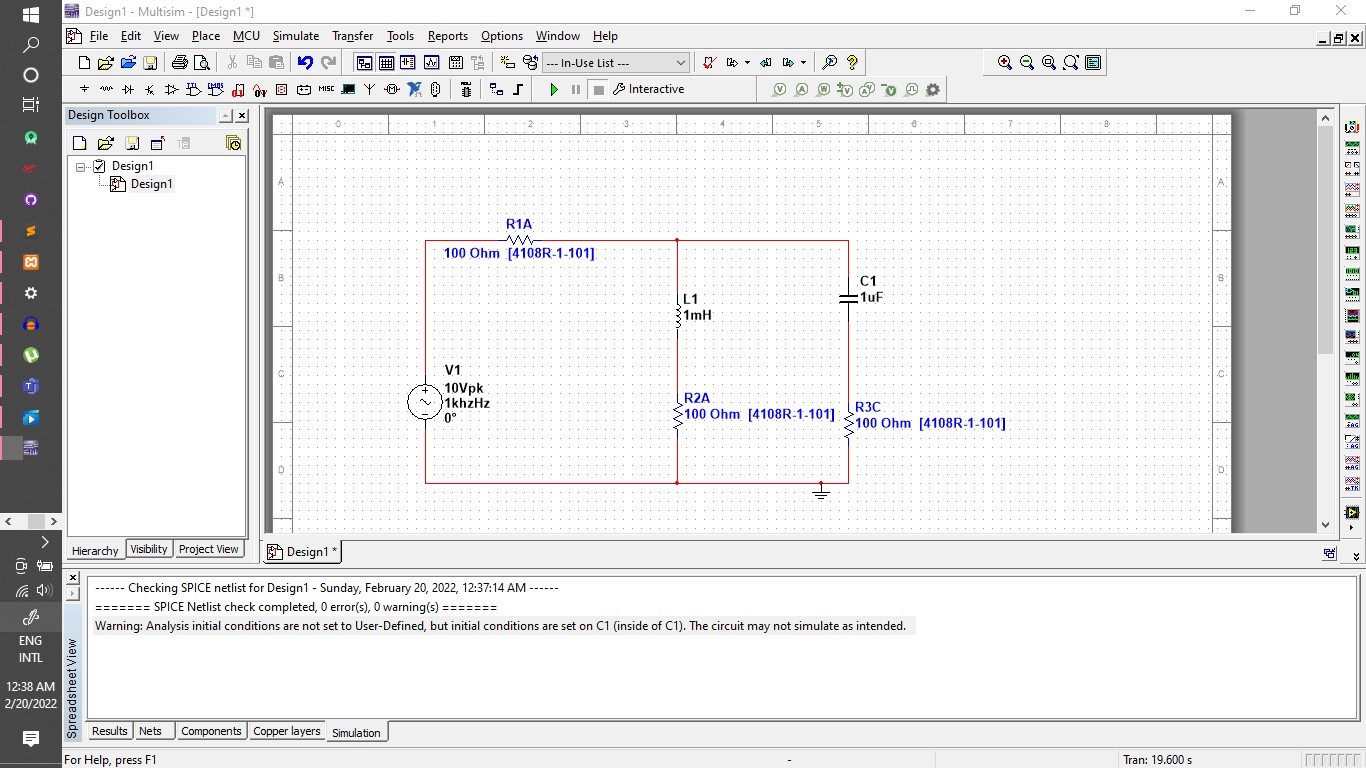 Design1 - Multisim - [Design1 *]
File Edit View Place MCU Simulate Transfer Tools Reports Options Window Help
--- In-Use List ---
MISC
Interactive
Design Toolbox
Design1
Design1
0 1 2 3 4 5 6 7 8
A A
B B
C C
D D
R1A
100 Ohm [4108R-1-101]
C1
1uF
L1
1mH
V1
10Vpk
1khzHz
0°
R2A
100 Ohm [4108R-1-101]
R3C
100 Ohm [4108R-1-101]
Hierarchy Visibility Project View
Design1 *
------ Checking SPICE netlist for Design1 - Sunday, February 20, 2022, 12:37:14 AM ------
======= SPICE Netlist check completed, 0 error(s), 0 warning(s) =======
Warning: Analysis initial conditions are not set to User-Defined, but initial conditions are set on C1 (inside of C1). The circuit may not simulate as intended.
Spreadsheet View
Results Nets Components Copper layers Simulation
For Help, press F1
-
Tran: 19.600 s
ENG
INTL
12:38 AM
2/20/2022